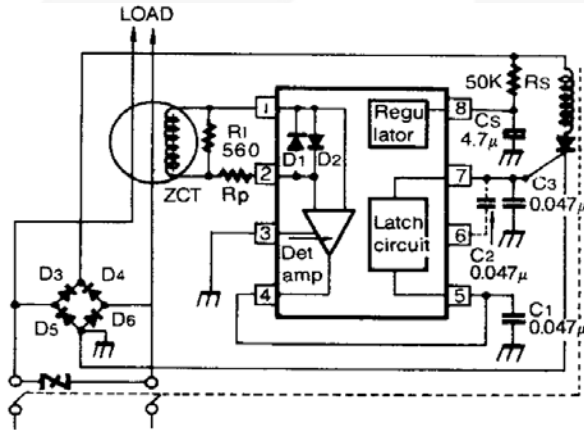 LOAD
50K
RS
1
8
Regu
lator
CS
4.7μ
Rl
560
D1
D2
2
7
ZCT
Rp
C3
0.047μ
Latch
circuit
3
6
Det
amp
C2
0.047μ
D3
D4
4
5
C1
0.047μ
D5
D6